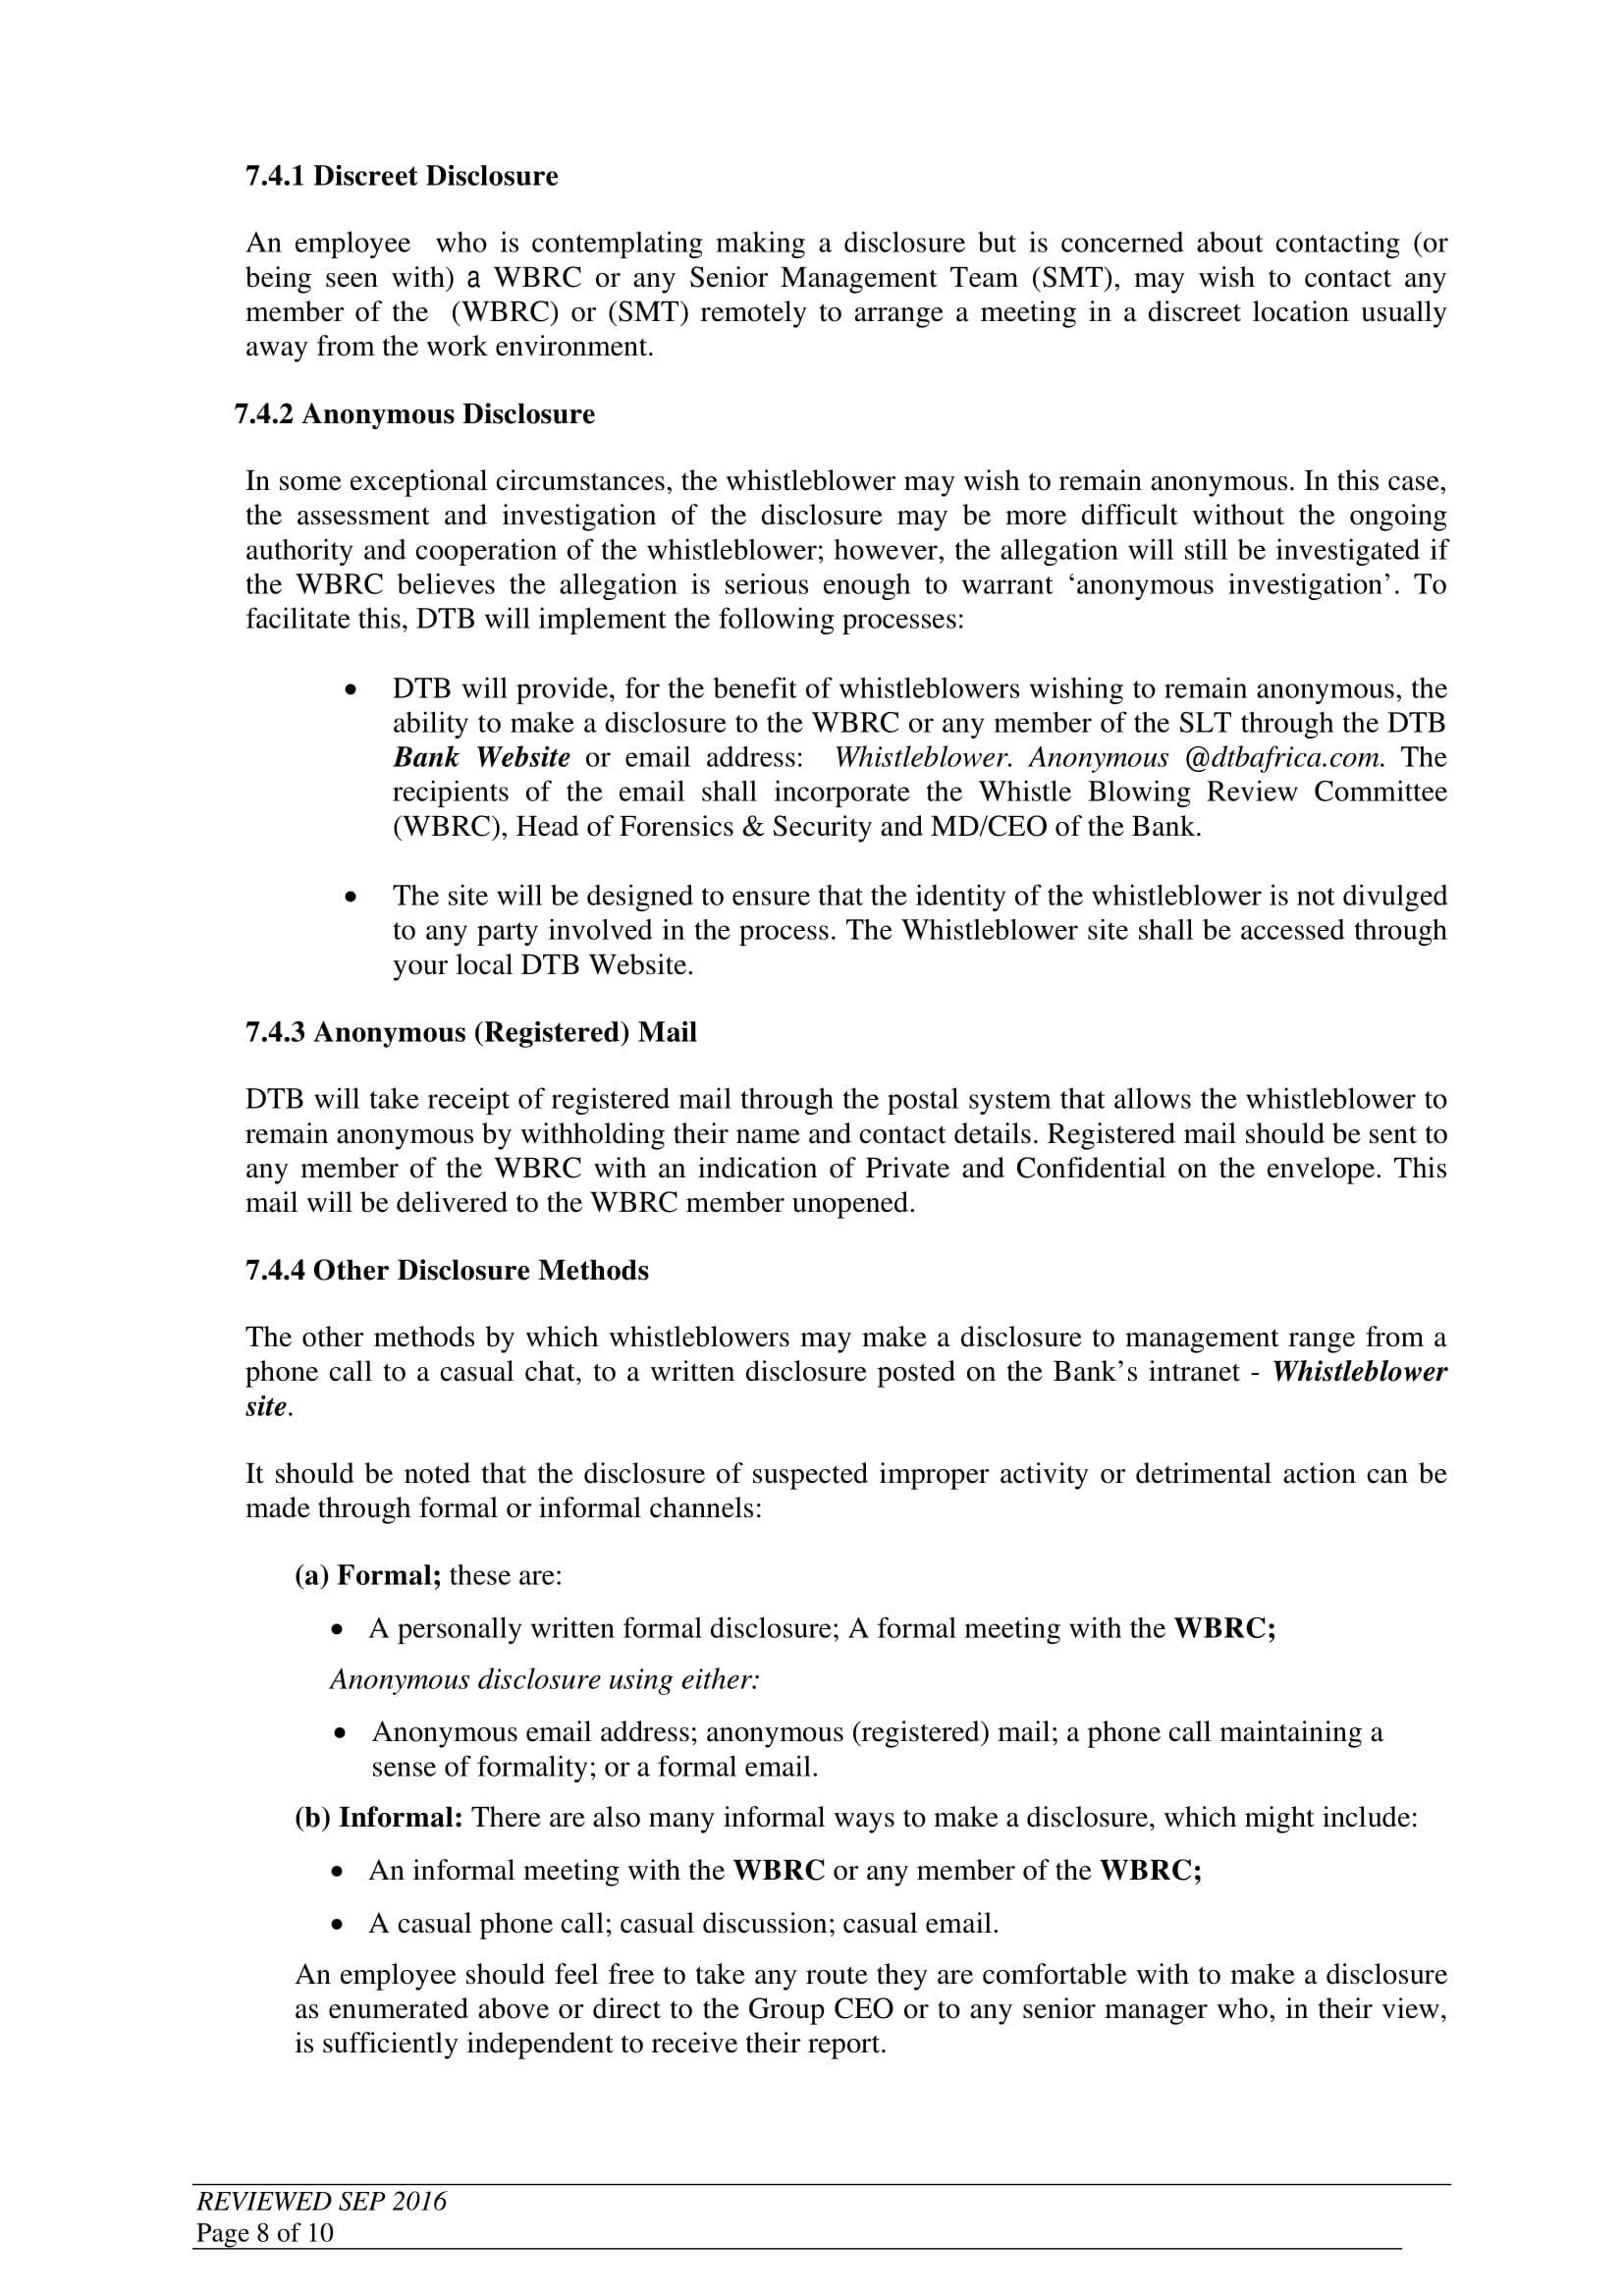 7.4.1 Discreet Disclosure
An employee who is contemplating making a disclosure but is concerned about contacting (or
being seen with) a WBRC or any Senior Management Team (SMT), may wish to contact any
member of the (WBRC) or (SMT) remotely to arrange a meeting in a discreet location usually
away from the work environment.
7.4.2 Anonymous Disclosure
In some exceptional circumstances, the whistleblower may wish to remain anonymous. In this case,
the assessment and investigation of the disclosure may be more difficult without the ongoing
authority and cooperation of the whistleblower; however, the allegation will still be investigated if
the WBRC believes the allegation is serious enough to warrant ‘anonymous investigation’. To
facilitate this, DTB will implement the following processes:
• DTB will provide, for the benefit of whistleblowers wishing to remain anonymous, the
ability to make a disclosure to the WBRC or any member of the SLT through the DTB
Bank Website or email address: Whistleblower. Anonymous @dtbafrica.com. The
recipients of the email shall incorporate the Whistle Blowing Review Committee
(WBRC), Head of Forensics & Security and MD/CEO of the Bank.
• The site will be designed to ensure that the identity of the whistleblower is not divulged
to any party involved in the process. The Whistleblower site shall be accessed through
your local DTB Website.
7.4.3 Anonymous (Registered) Mail
DTB will take receipt of registered mail through the postal system that allows the whistleblower to
remain anonymous by withholding their name and contact details. Registered mail should be sent to
any member of the WBRC with an indication of Private and Confidential on the envelope. This
mail will be delivered to the WBRC member unopened.
7.4.4 Other Disclosure Methods
The other methods by which whistleblowers may make a disclosure to management range from a
phone call to a casual chat, to a written disclosure posted on the Bank’s intranet - Whistleblower
site.
It should be noted that the disclosure of suspected improper activity or detrimental action can be
made through formal or informal channels:
(a) Formal; these are:
• A personally written formal disclosure; A formal meeting with the WBRC;
Anonymous disclosure using either:
• Anonymous email address; anonymous (registered) mail; a phone call maintaining a
sense of formality; or a formal email.
(b) Informal: There are also many informal ways to make a disclosure, which might include:
• An informal meeting with the WBRC or any member of the WBRC;
• A casual phone call; casual discussion; casual email.
An employee should feel free to take any route they are comfortable with to make a disclosure
as enumerated above or direct to the Group CEO or to any senior manager who, in their view,
is sufficiently independent to receive their report.
REVIEWED SEP 2016
Page 8 of 10